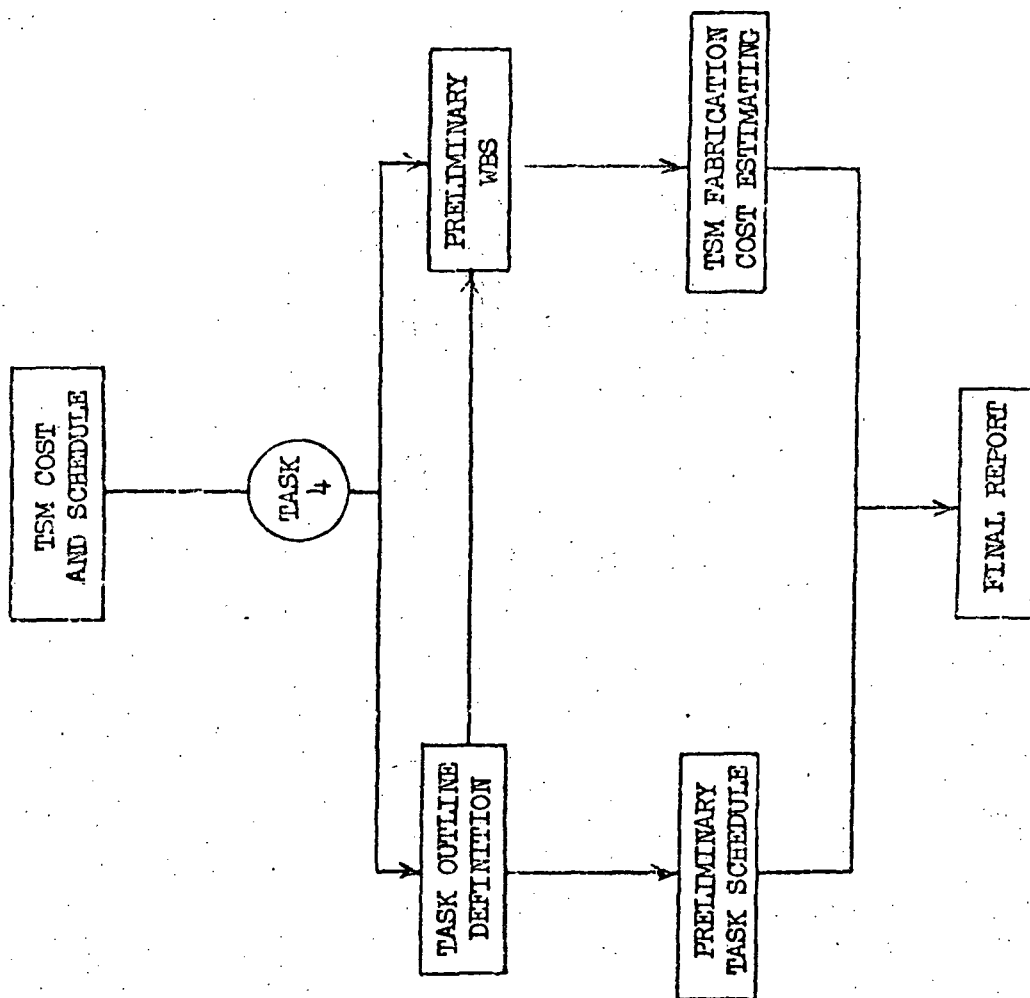 TSM COST
AND SCHEDULE
TASK
4
TASK OUTLINE
DEFINITION
PRELIMINARY
WBS
PRELIMINARY
TASK SCHEDULE
TSM FABRICATION
COST ESTIMATING
FINAL REPORT